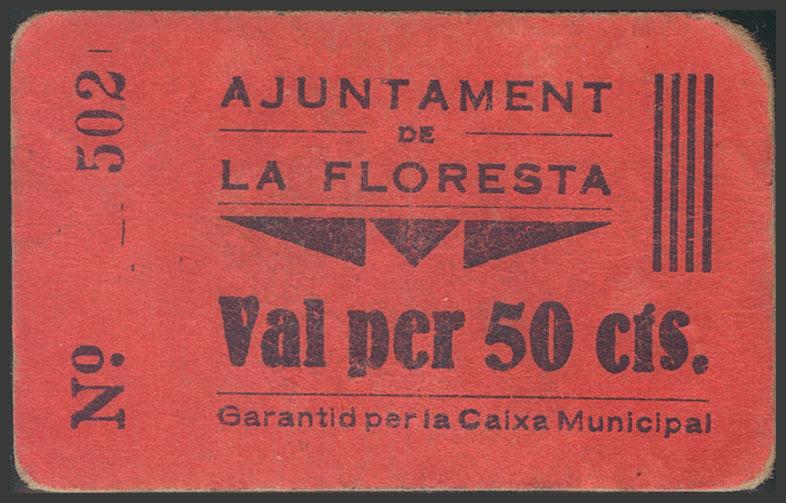 Nº. 502
AJUNTAMENT
DE
LA FLORESTA
Val per 50 cts.
Garantid per la Caixa Municipal